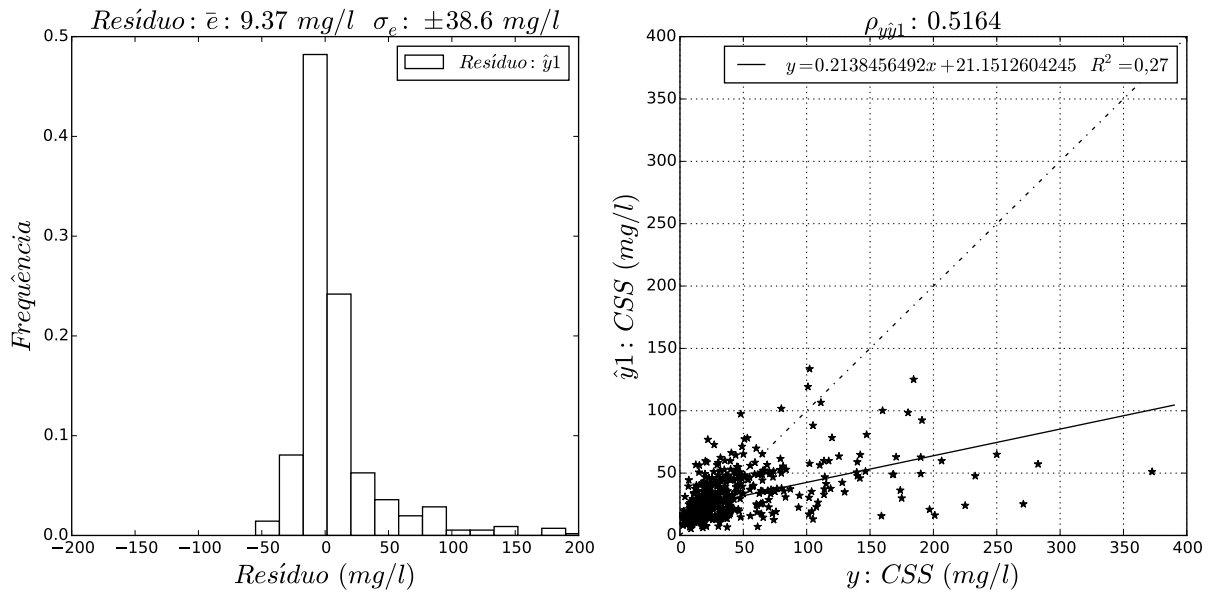 Resíduo: ē: 9.37 mg/l σₑ: ±38.6 mg/l
Resíduo: ŷ1
Frequência
0.5
0.4
0.3
0.2
0.1
0.0
−200 −150 −100 −50 0 50 100 150 200
Resíduo (mg/l)
ρyŷ1: 0.5164
y=0.2138456492x+21.1512604245 R²=0,27
ŷ1: CSS (mg/l)
400
350
300
250
200
150
100
50
0
0 50 100 150 200 250 300 350 400
y: CSS (mg/l)